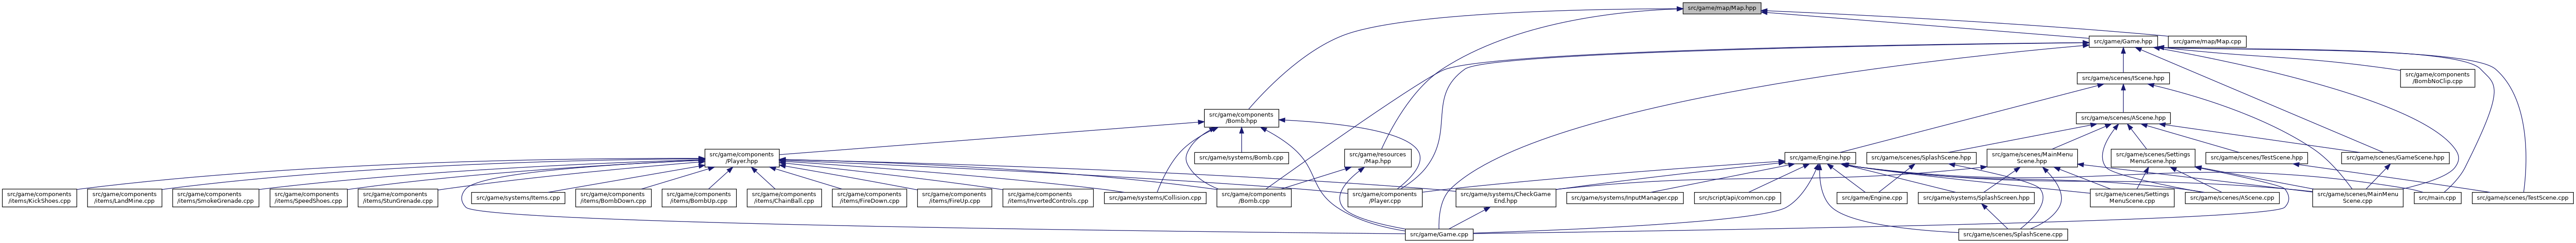 src/game/map/Map.hpp
src/game/Game.hpp
src/game/map/Map.cpp
src/game/scenes/IScene.hpp
src/game/components
/BombNoClip.cpp
src/game/components
/Bomb.hpp
src/game/scenes/AScene.hpp
src/game/components
/Player.hpp
src/game/systems/Bomb.cpp
src/game/resources
/Map.hpp
src/game/Engine.hpp
src/game/scenes/SplashScene.hpp
src/game/scenes/MainMenu
Scene.hpp
src/game/scenes/Settings
MenuScene.hpp
src/game/scenes/TestScene.hpp
src/game/scenes/GameScene.hpp
src/game/components
/items/KickShoes.cpp
src/game/components
/items/LandMine.cpp
src/game/components
/items/SmokeGrenade.cpp
src/game/components
/items/SpeedShoes.cpp
src/game/components
/items/StunGrenade.cpp
src/game/systems/Items.cpp
src/game/components
/items/BombDown.cpp
src/game/components
/items/BombUp.cpp
src/game/components
/items/ChainBall.cpp
src/game/components
/items/FireDown.cpp
src/game/components
/items/FireUp.cpp
src/game/components
/items/InvertedControls.cpp
src/game/systems/Collision.cpp
src/game/components
/Bomb.cpp
src/game/components
/Player.cpp
src/game/systems/CheckGame
End.hpp
src/game/systems/InputManager.cpp
src/script/api/common.cpp
src/game/Engine.cpp
src/game/systems/SplashScreen.hpp
src/game/scenes/Settings
MenuScene.cpp
src/game/scenes/AScene.cpp
src/game/scenes/MainMenu
Scene.cpp
src/main.cpp
src/game/scenes/TestScene.cpp
src/game/Game.cpp
src/game/scenes/SplashScene.cpp